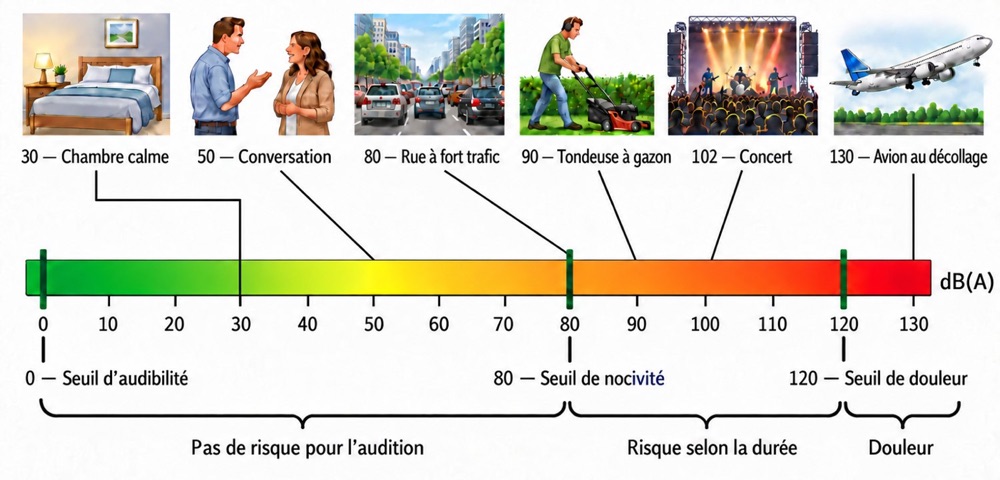 30 — Chambre calme
50 — Conversation
80 — Rue à fort trafic
90 — Tondeuse à gazon
102 — Concert
130 — Avion au décollage
dB(A)
0 10 20 30 40 50 60 70 80 90 100 110 120 130
0 — Seuil d'audibilité
80 — Seuil de nocivité
120 — Seuil de douleur
Pas de risque pour l'audition
Risque selon la durée
Douleur